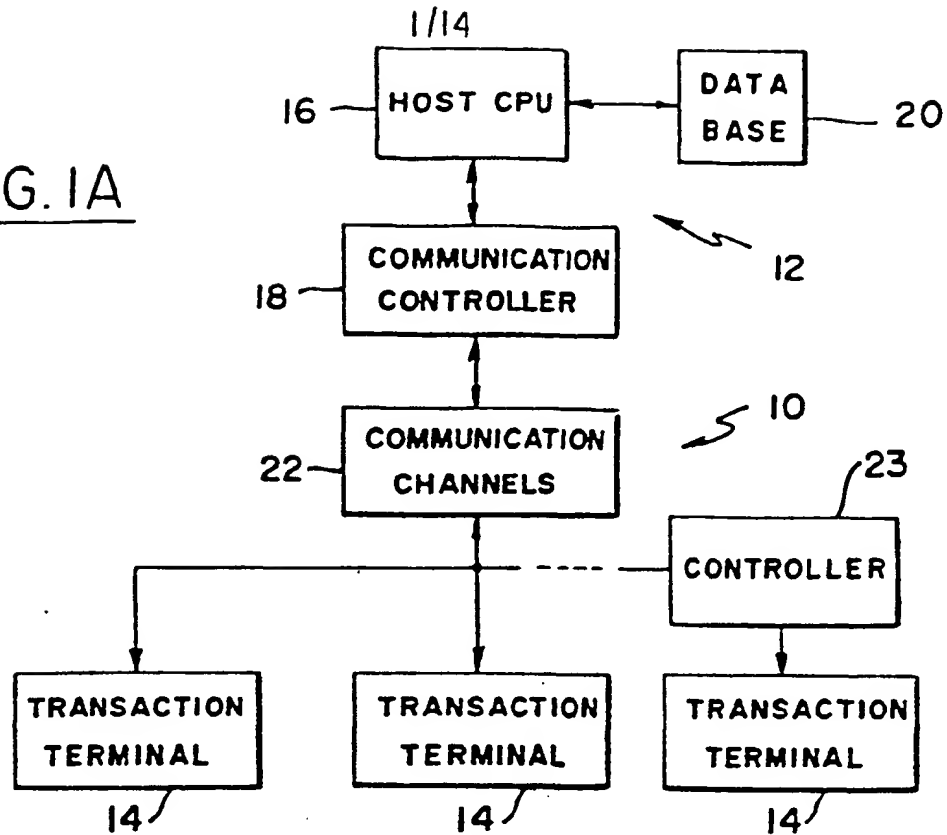 1/14
HOST CPU
16
DATA
BASE
20
G. 1A
12
COMMUNICATION
CONTROLLER
18
10
COMMUNICATION
CHANNELS
22
23
CONTROLLER
TRANSACTION
TERMINAL
TRANSACTION
TERMINAL
TRANSACTION
TERMINAL
14
14
14